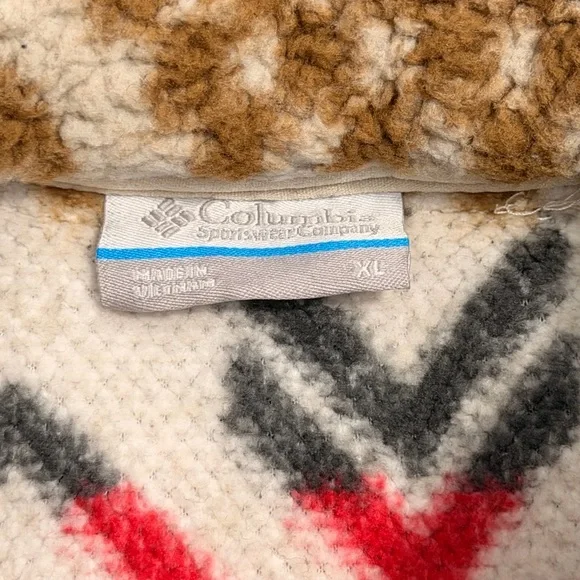 Columbia
Sportswear Company
MADE IN
VIETNAM
XL